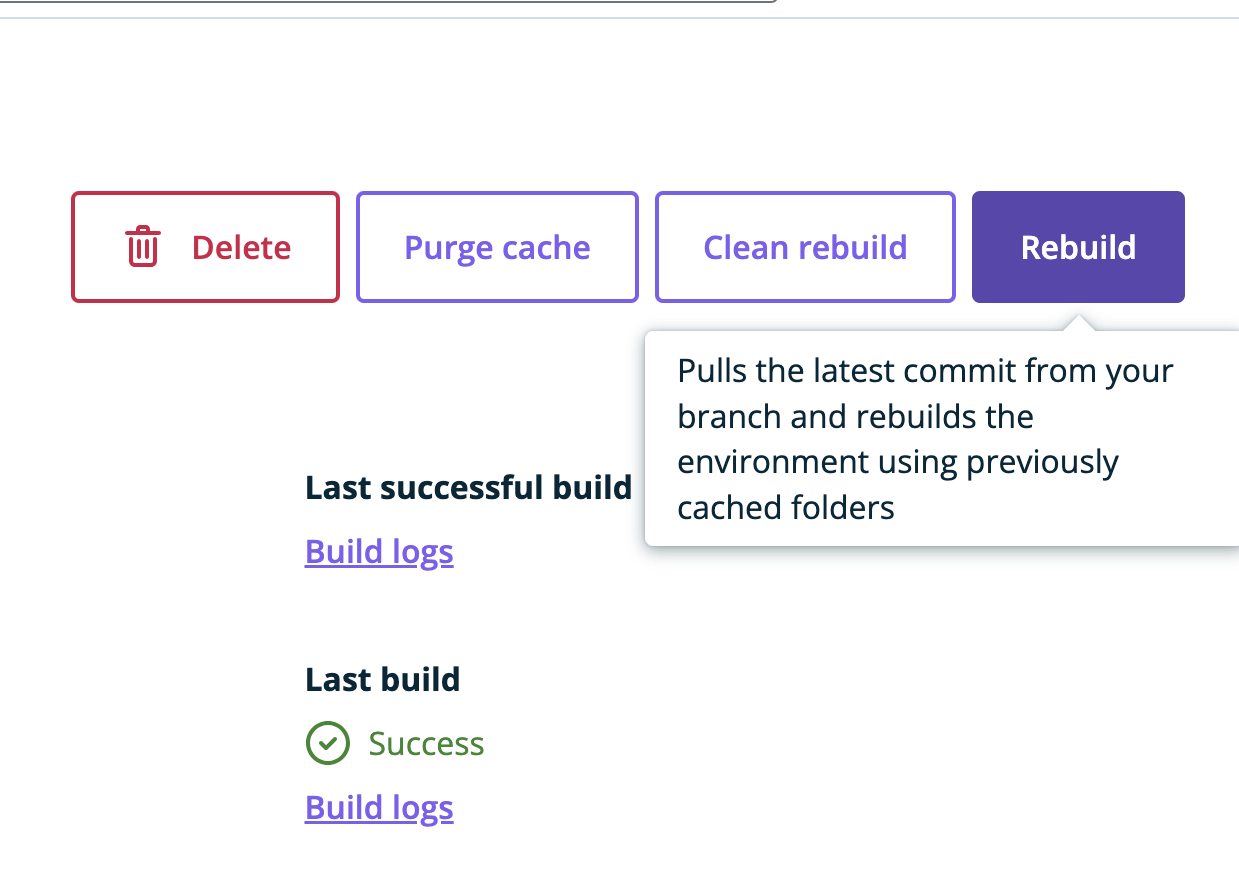 Delete
Purge cache
Clean rebuild
Rebuild
Pulls the latest commit from your
branch and rebuilds the
environment using previously
cached folders
Last successful build
Build logs
Last build
Success
Build logs